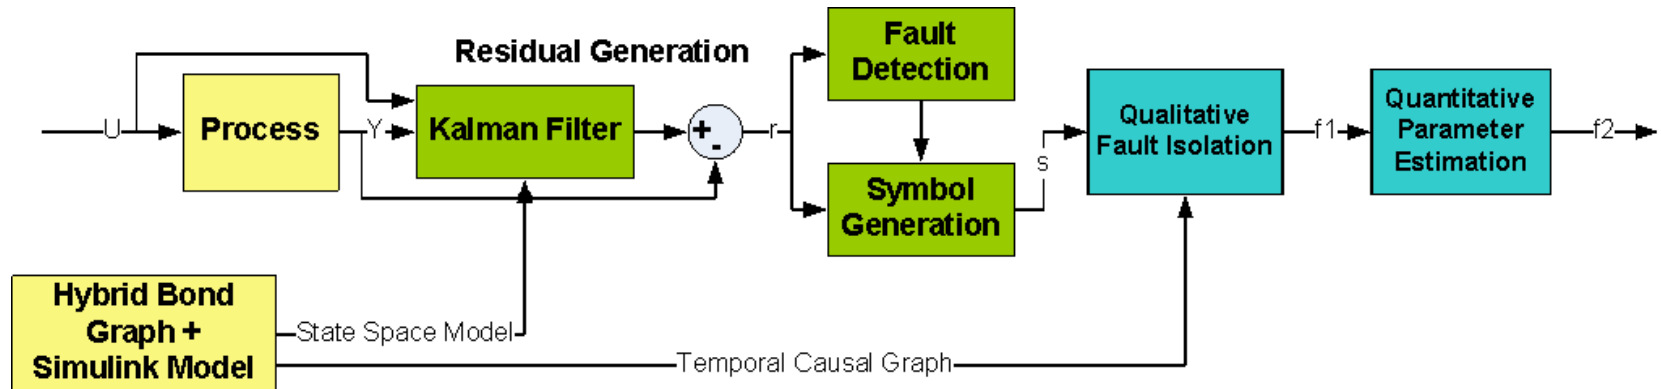 Residual Generation
Fault
Detection
U
Process
Y
Kalman Filter
+
-
r
Symbol
Generation
s
Qualitative
Fault Isolation
f1
Quantitative
Parameter
Estimation
f2
Hybrid Bond
Graph +
Simulink Model
State Space Model
Temporal Causal Graph